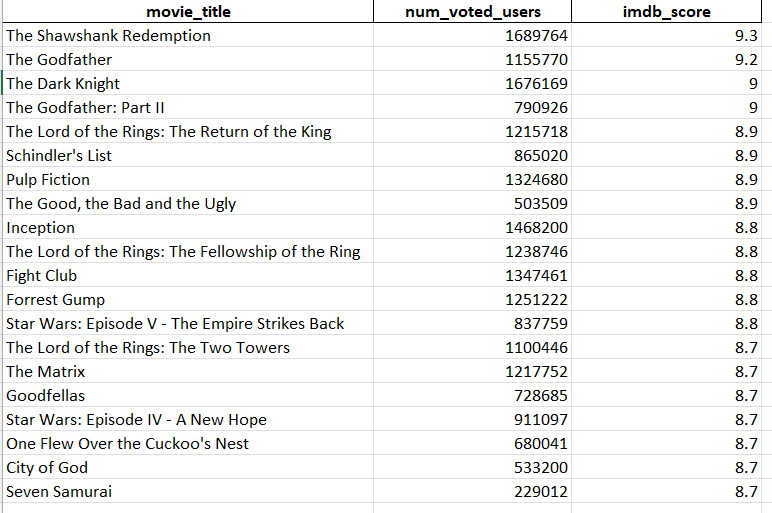 movie_title num_voted_users imdb_score
The Shawshank Redemption 1689764 9.3
The Godfather 1155770 9.2
The Dark Knight 1676169 9
The Godfather: Part II 790926 9
The Lord of the Rings: The Return of the King 1215718 8.9
Schindler's List 865020 8.9
Pulp Fiction 1324680 8.9
The Good, the Bad and the Ugly 503509 8.9
Inception 1468200 8.8
The Lord of the Rings: The Fellowship of the Ring 1238746 8.8
Fight Club 1347461 8.8
Forrest Gump 1251222 8.8
Star Wars: Episode V - The Empire Strikes Back 837759 8.8
The Lord of the Rings: The Two Towers 1100446 8.7
The Matrix 1217752 8.7
Goodfellas 728685 8.7
Star Wars: Episode IV - A New Hope 911097 8.7
One Flew Over the Cuckoo's Nest 680041 8.7
City of God 533200 8.7
Seven Samurai 229012 8.7